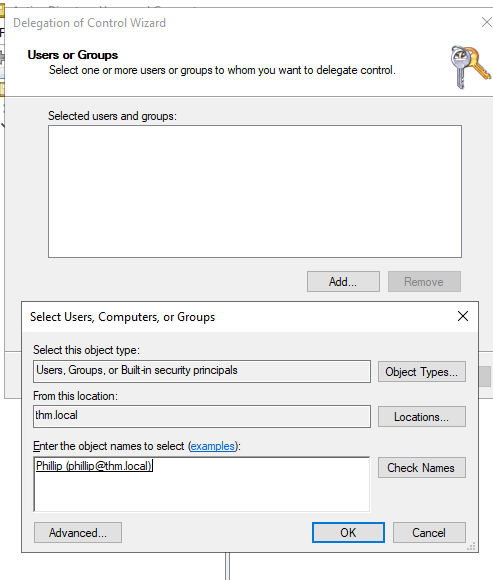 Delegation of Control Wizard
Users or Groups
Select one or more users or groups to whom you want to delegate control.
Selected users and groups:
Add...
Remove
Select Users, Computers, or Groups
Select this object type:
Users, Groups, or Built-in security principals
Object Types...
From this location:
thm.local
Locations...
Enter the object names to select (examples):
Phillip (phillip@thm.local)
Check Names
Advanced...
OK
Cancel